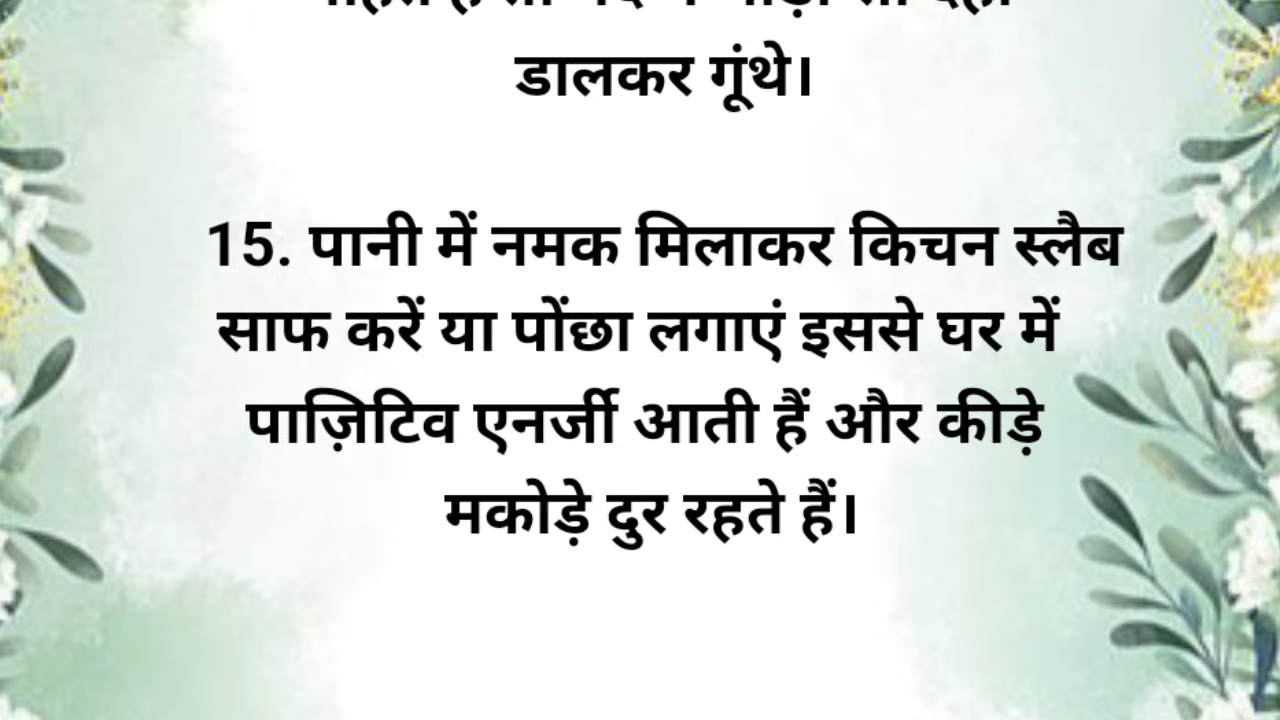 डालकर गूंथे।
15. पानी में नमक मिलाकर किचन स्लैब
साफ करें या पोंछा लगाएं इससे घर में
पाज़िटिव एनर्जी आती हैं और कीड़े
मकोड़े दुर रहते हैं।